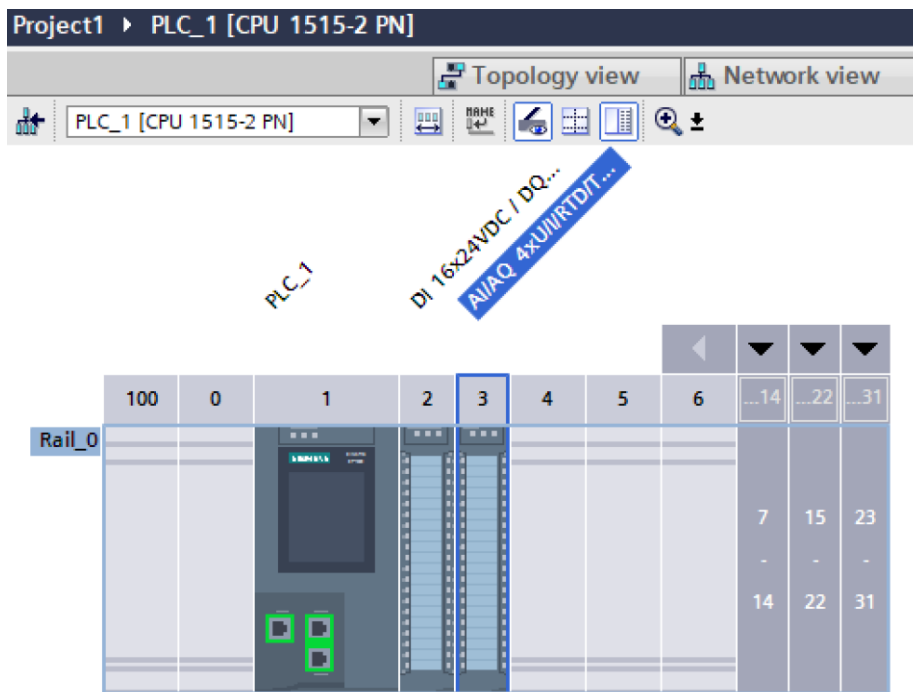 Project1 ▸ PLC_1 [CPU 1515-2 PN]
Topology view
Network view
PLC_1 [CPU 1515-2 PN]
NAME
±
PLC_1
DI 16x24VDC / DQ...
AI/AQ 4xU/I/RTD/T...
100 0 1 2 3 4 5 6 ...14 ...22 ...31
Rail_0
SIEMENS
7 15 23
- - -
14 22 31